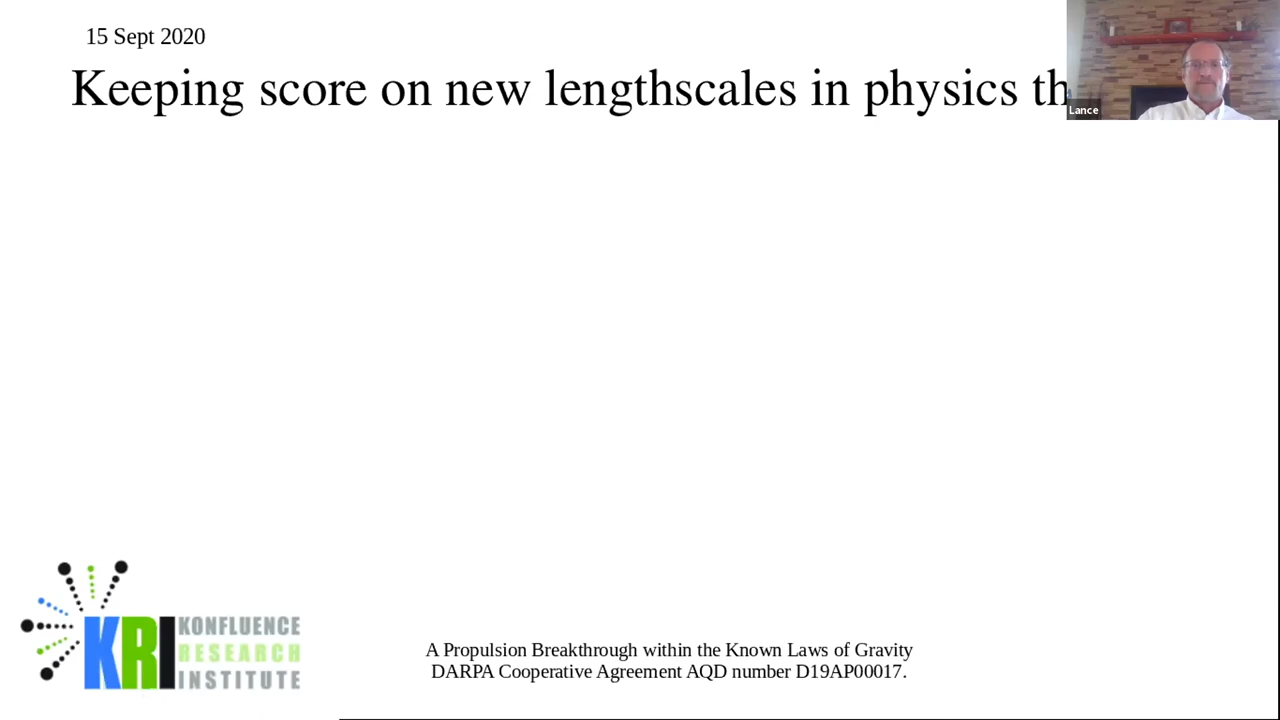 15 Sept 2020
Keeping score on new lengthscales in physics th
Lance
KRI
KONFLUENCE
RESEARCH
INSTITUTE
A Propulsion Breakthrough within the Known Laws of Gravity
DARPA Cooperative Agreement AQD number D19AP00017.